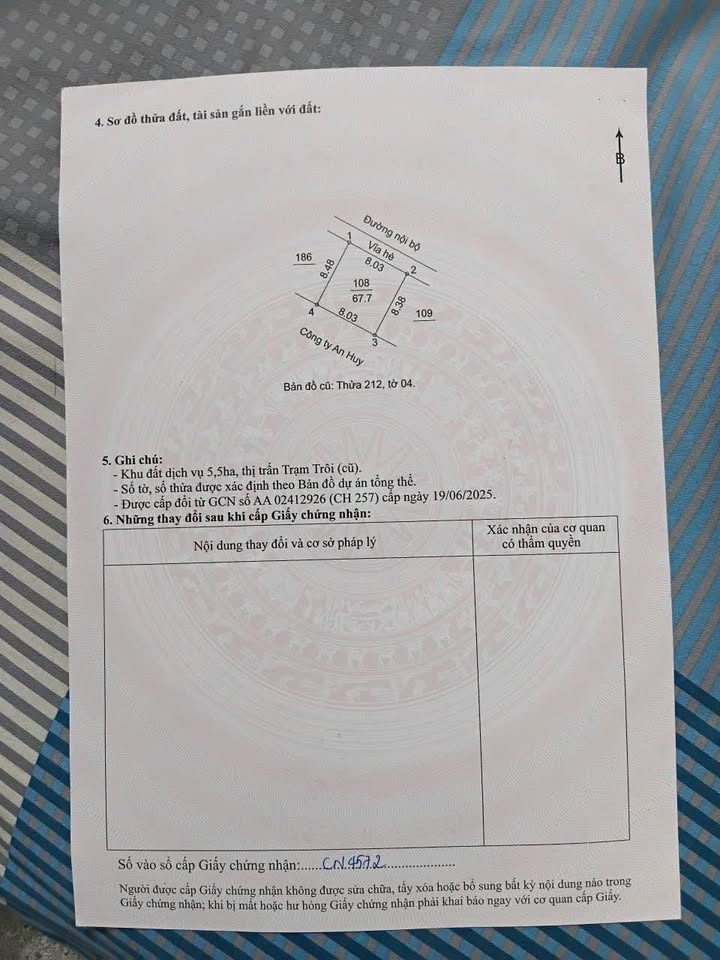 4. Sơ đồ thửa đất, tài sản gắn liền với đất:
B
Đường nội bộ
1
Vỉa hè
186
8.03
2
8.48
108
67.7
8.38
109
4
8.03
3
Công ty An Huy
Bản đồ cũ: Thửa 212, tờ 04.
5. Ghi chú:
- Khu đất dịch vụ 5,5ha, thị trấn Trạm Trôi (cũ).
- Số tờ, số thửa được xác định theo Bản đồ dự án tổng thể.
- Được cấp đổi từ GCN số AA 02412926 (CH 257) cấp ngày 19/06/2025.
6. Những thay đổi sau khi cấp Giấy chứng nhận:
Nội dung thay đổi và cơ sở pháp lý
Xác nhận của cơ quan
có thẩm quyền
Số vào sổ cấp Giấy chứng nhận:......CN.4572....................
Người được cấp Giấy chứng nhận không được sửa chữa, tẩy xóa hoặc bổ sung bất kỳ nội dung nào trong
Giấy chứng nhận; khi bị mất hoặc hư hỏng Giấy chứng nhận phải khai báo ngay với cơ quan cấp Giấy.